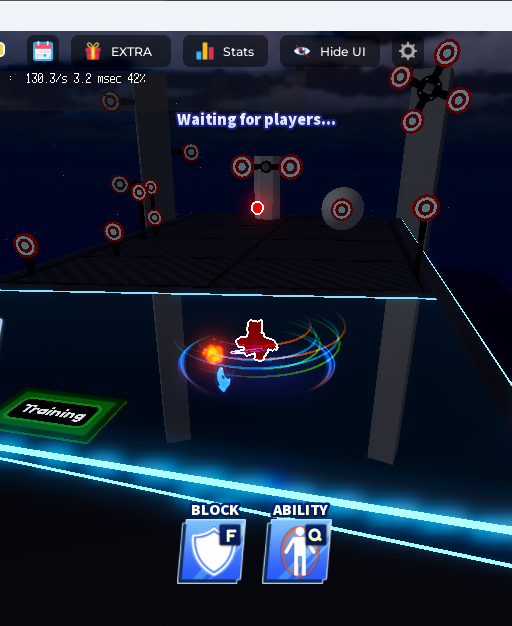 EXTRA
Stats
Hide UI
: 130.3/s 3.2 msec 42%
Waiting for players...
Training
BLOCK
ABILITY
F
Q